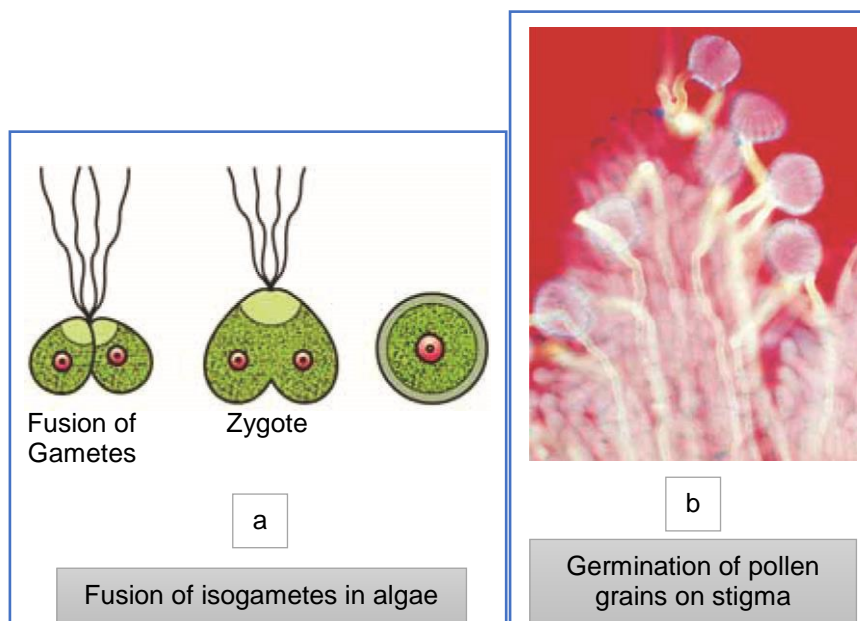 Fusion of
Gametes
Zygote
a
Fusion of isogametes in algae
b
Germination of pollen
grains on stigma